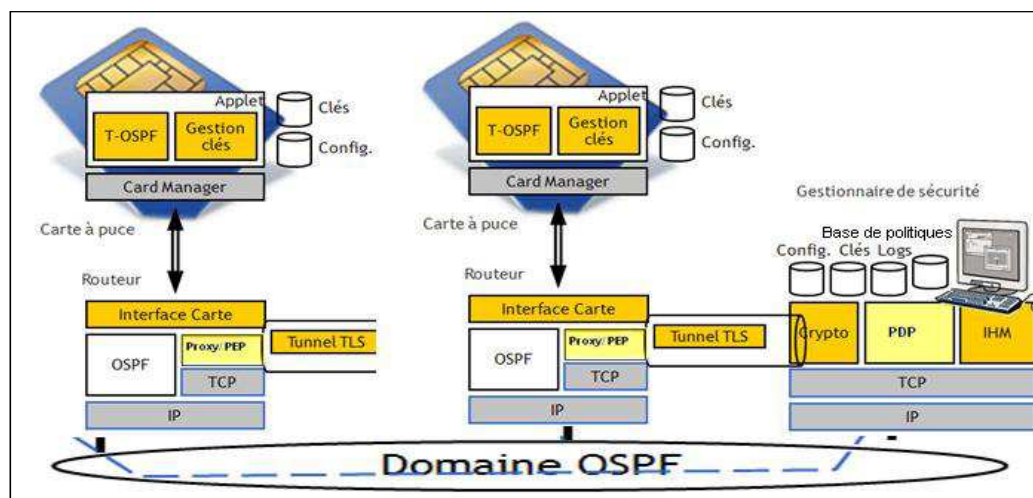 Applet
T-OSPF
Gestion
clés
Clés
Config.
Card Manager
Carte à puce
Routeur
Interface Carte
OSPF
Proxy/ PEP
TCP
IP
Tunnel TLS
Applet
T-OSPF
Gestion
clés
Clés
Config.
Card Manager
Carte à puce
Routeur
Interface Carte
OSPF
Proxy/ PEP
TCP
IP
Tunnel TLS
Gestionnaire de sécurité
Base de politiques
Config. Clés Logs
Crypto
PDP
IHM
TCP
IP
Domaine OSPF